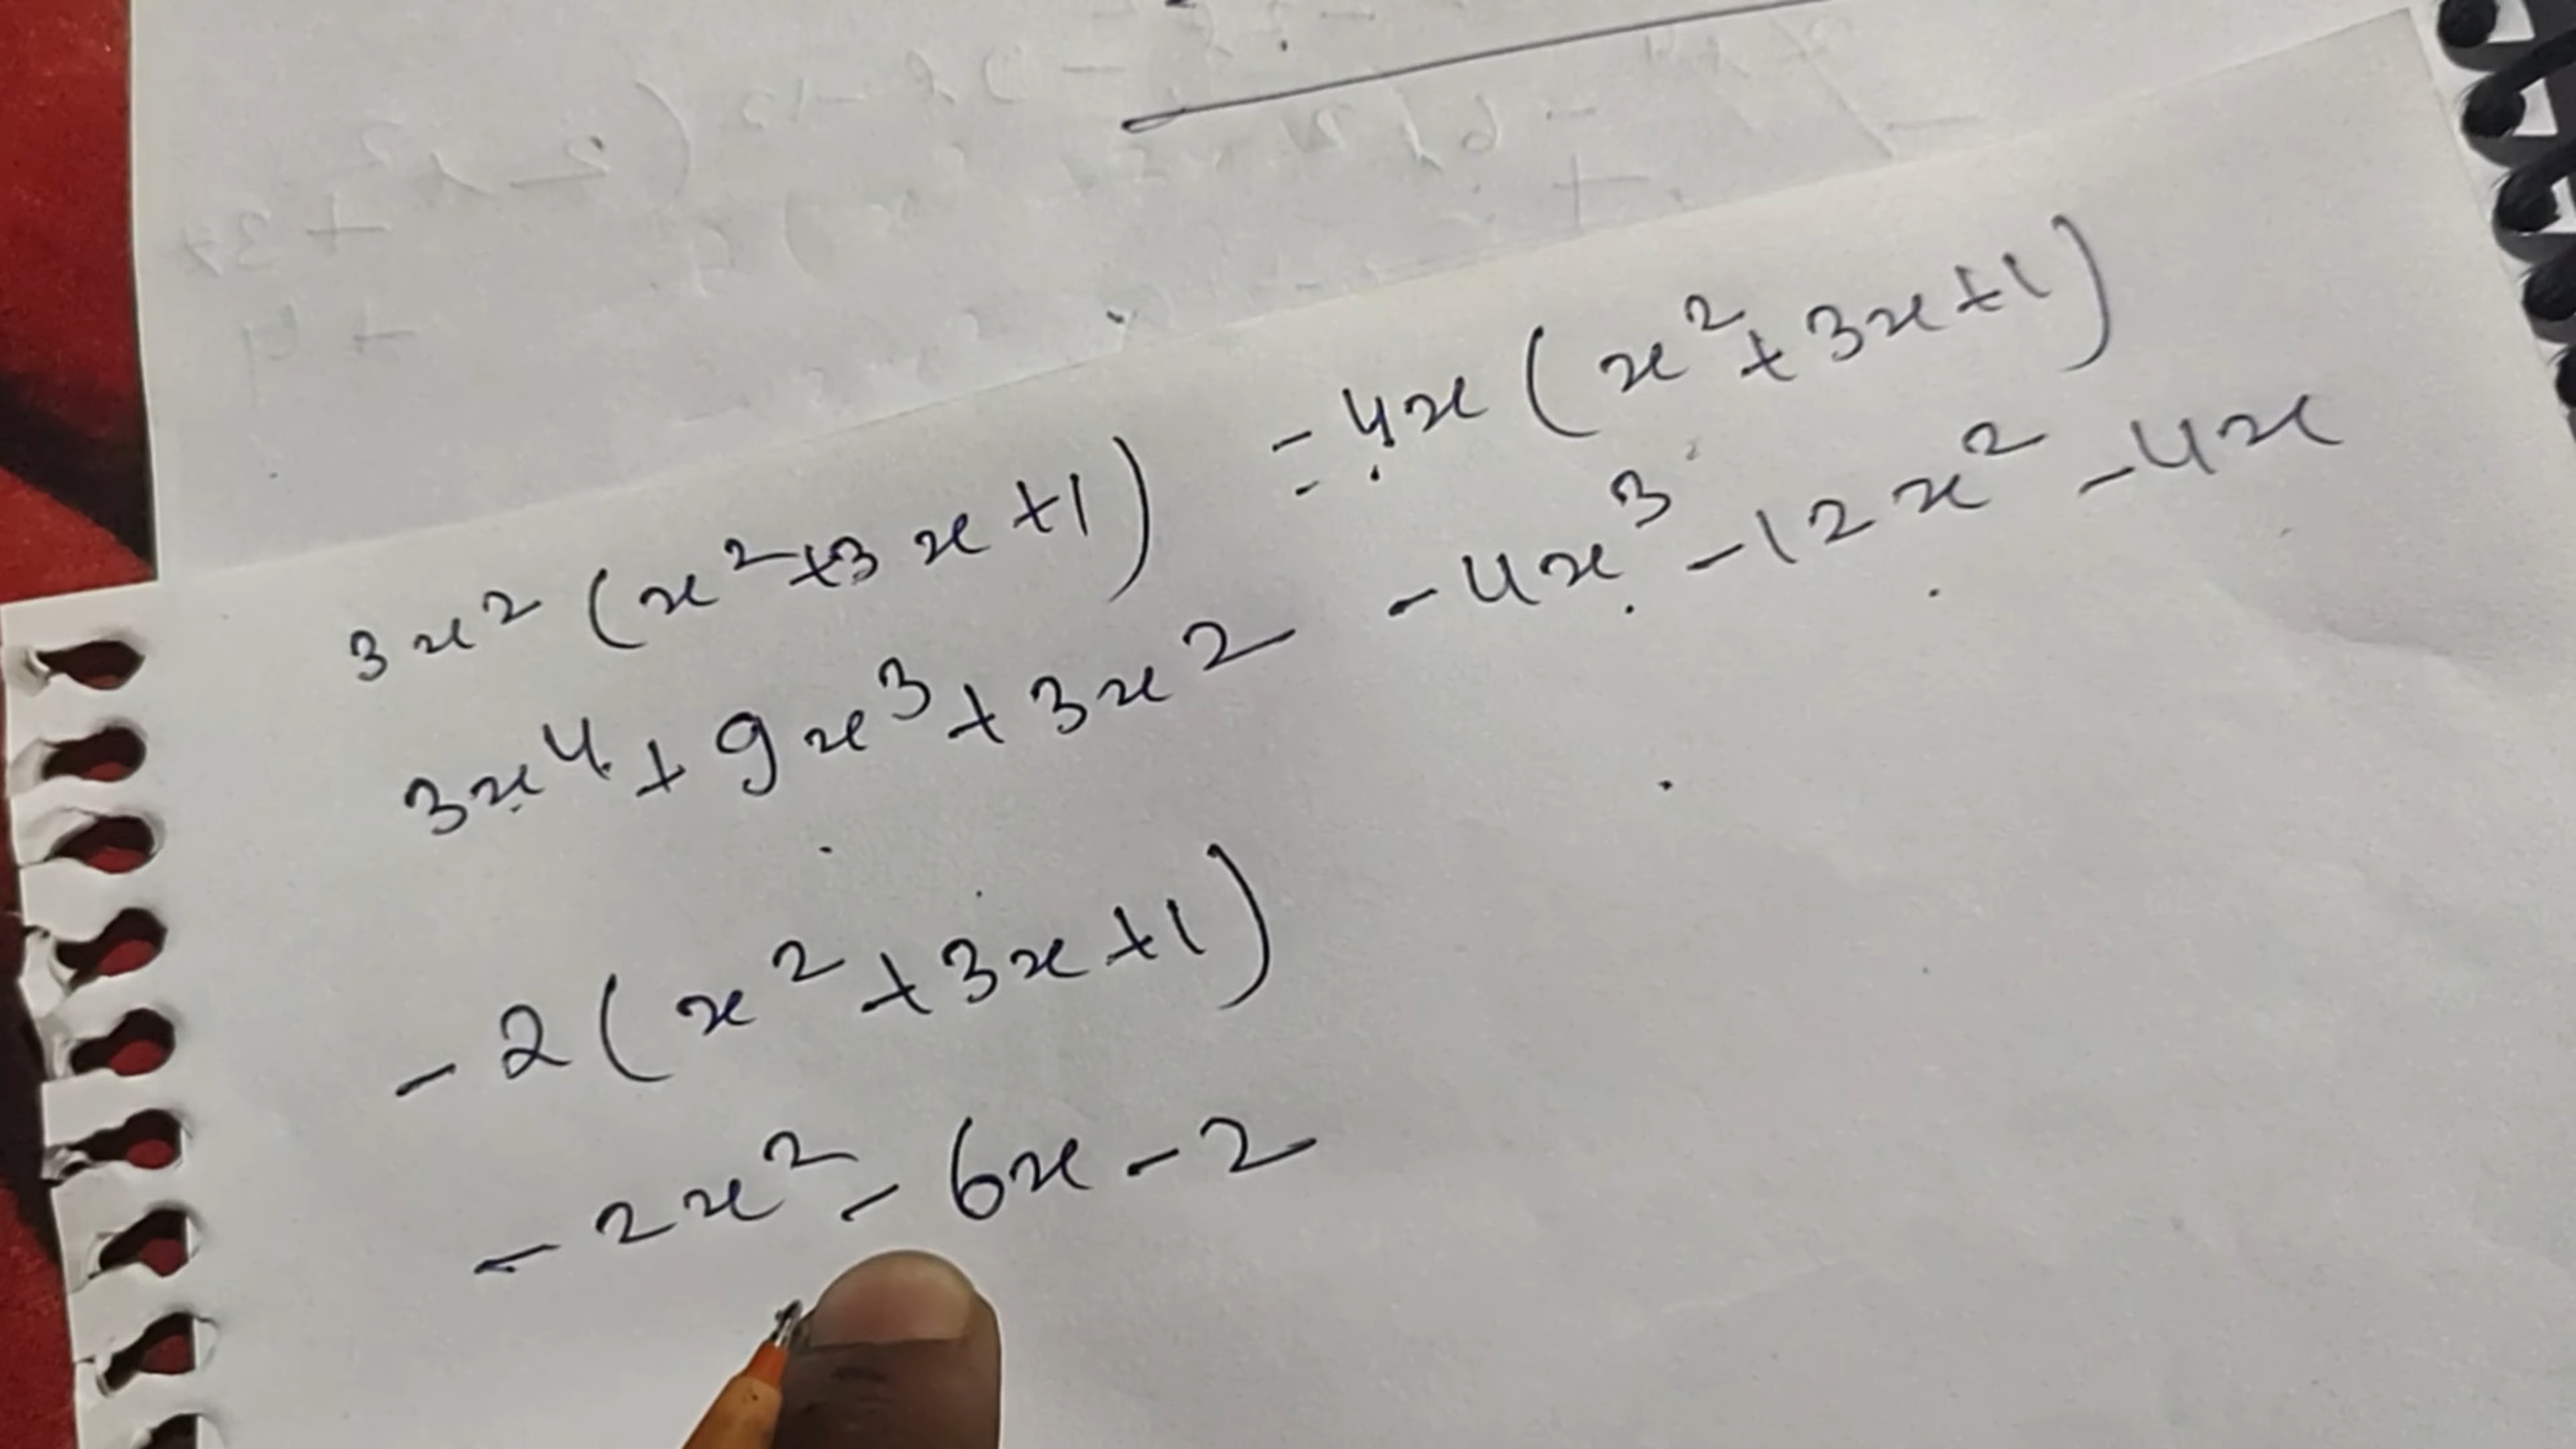 3x² (x²+3x+1) -4x (x²+3x+1)
3x⁴+9x³+3x² -4x³-12x²-4x
-2(x²+3x+1)
-2x²-6x-2